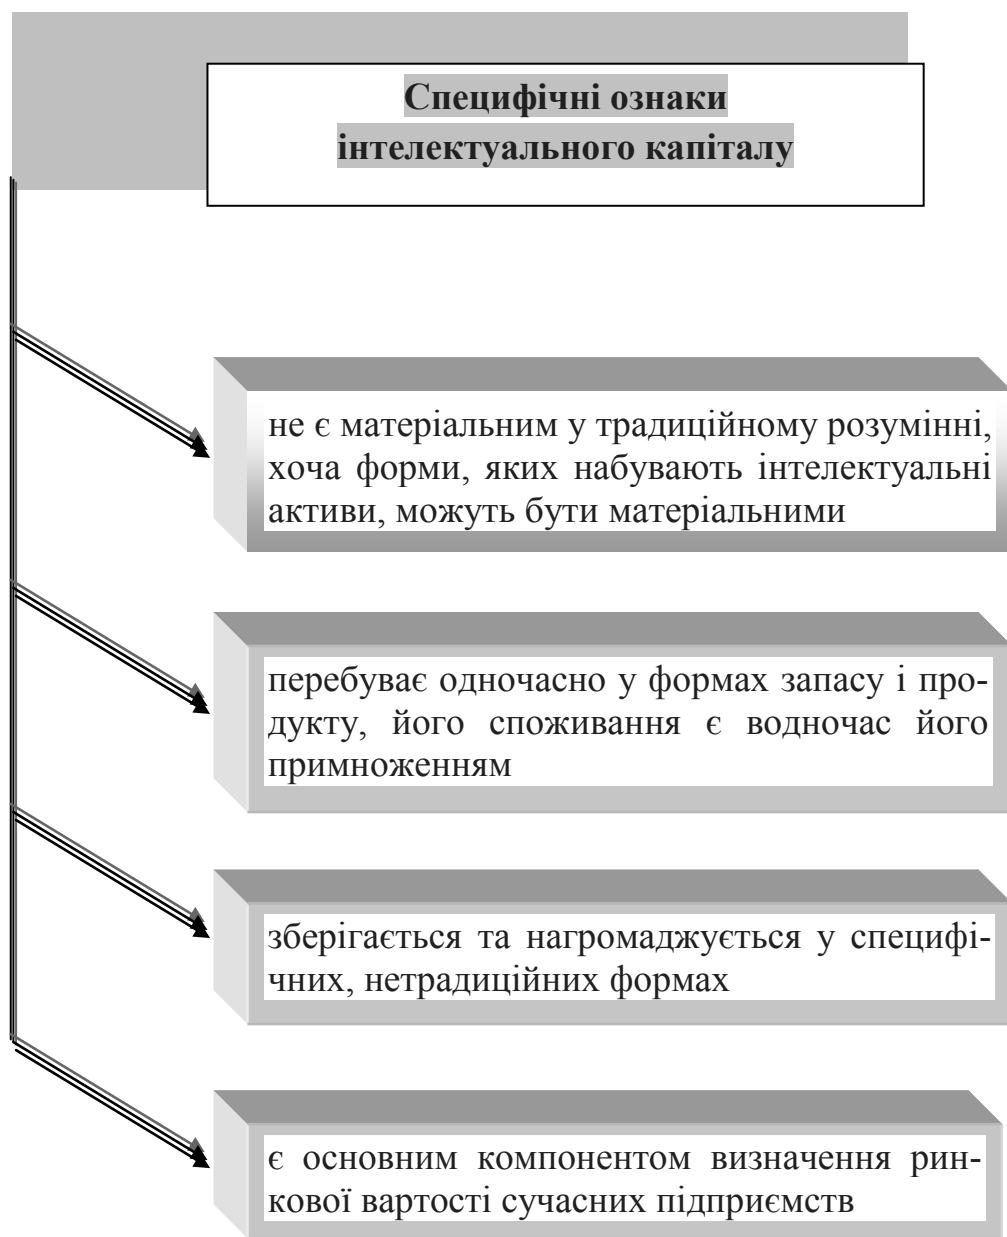 Специфічні ознаки
інтелектуального капіталу
не є матеріальним у традиційному розумінні,
хоча форми, яких набувають інтелектуальні
активи, можуть бути матеріальними
перебуває одночасно у формах запасу і про-
дукту, його споживання є водночас його
примноженням
зберігається та нагромаджується у специфі-
чних, нетрадиційних формах
є основним компонентом визначення рин-
кової вартості сучасних підприємств